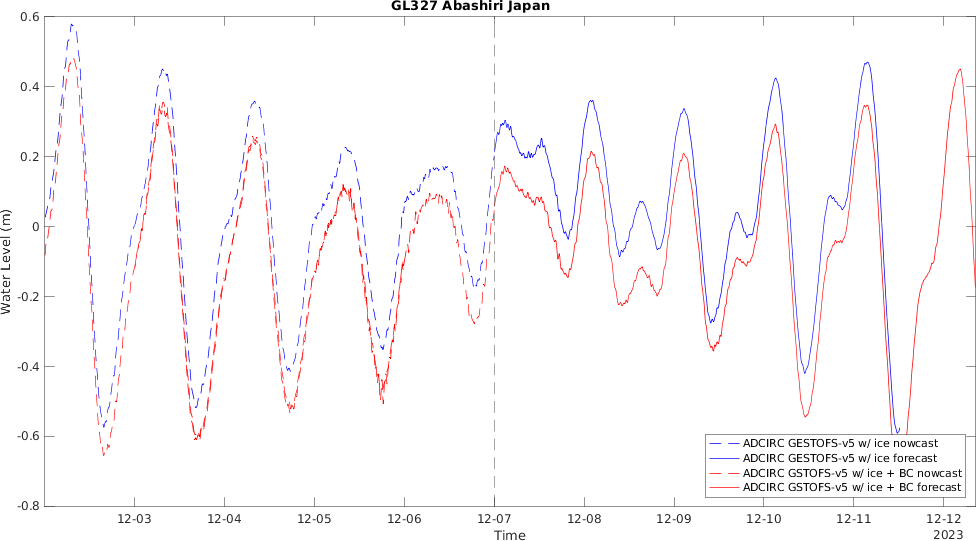 GL327 Abashiri Japan
0.6
0.4
0.2
0
-0.2
-0.4
-0.6
-0.8
Water Level (m)
12-03
12-04
12-05
12-06
12-07
12-08
12-09
12-10
12-11
12-12
2023
Time
ADCIRC GESTOFS-v5 w/ ice nowcast
ADCIRC GESTOFS-v5 w/ ice forecast
ADCIRC GSTOFS-v5 w/ ice + BC nowcast
ADCIRC GSTOFS-v5 w/ ice + BC forecast